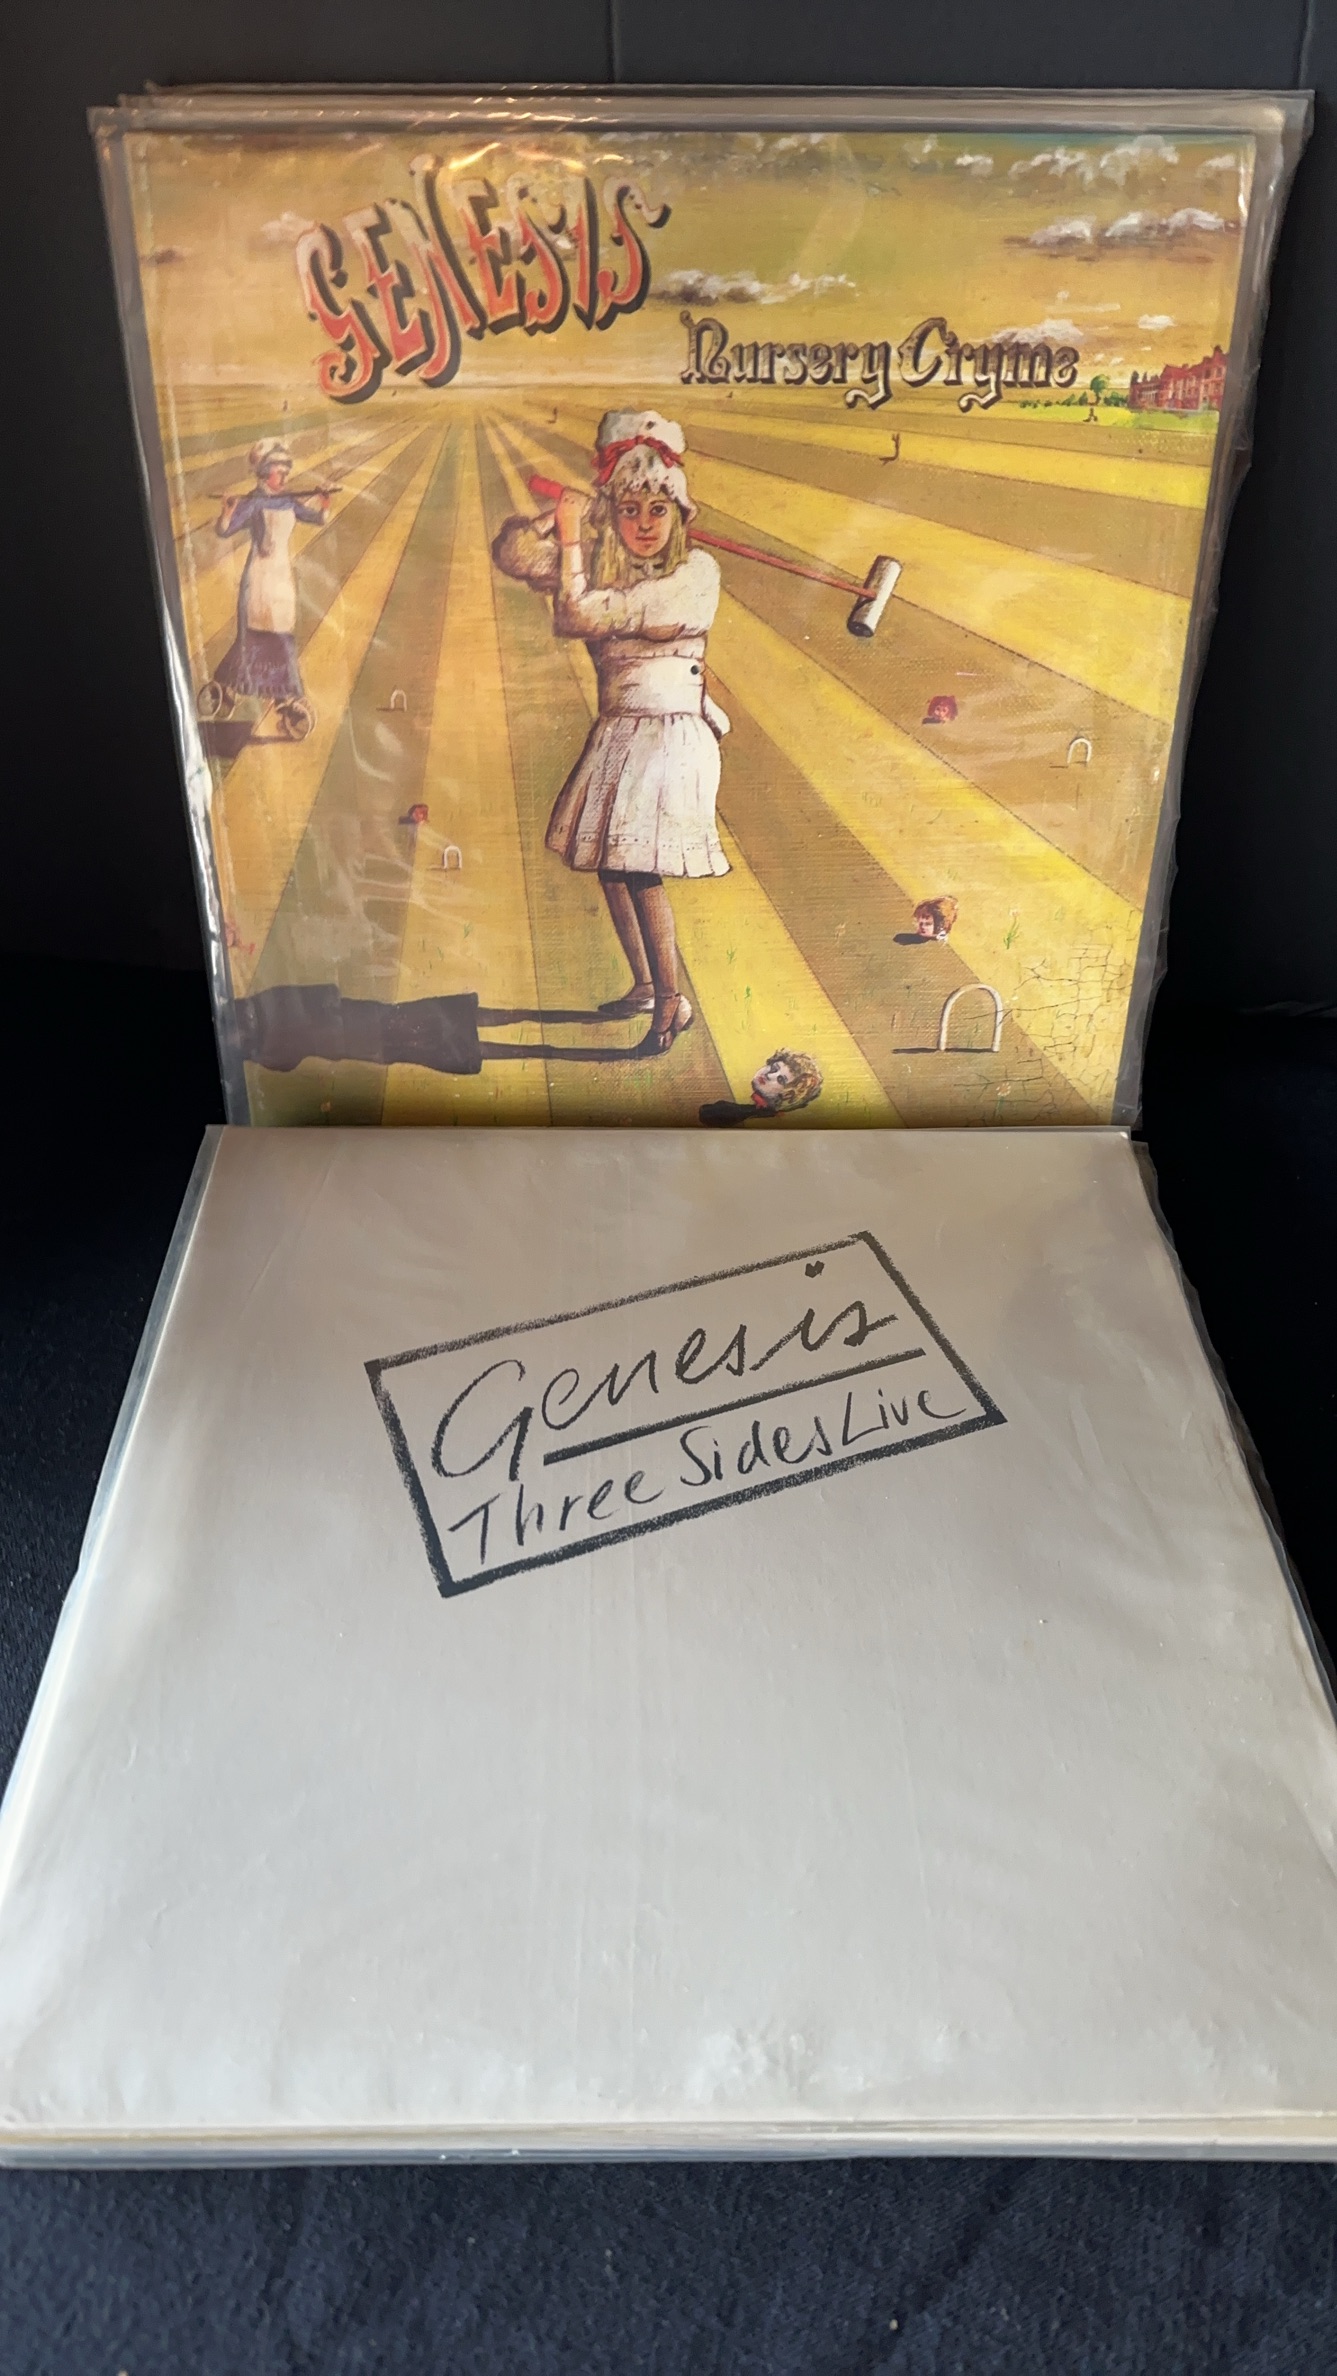 GENESIS
Nursery Cryme
Genesis
Three Sides Live